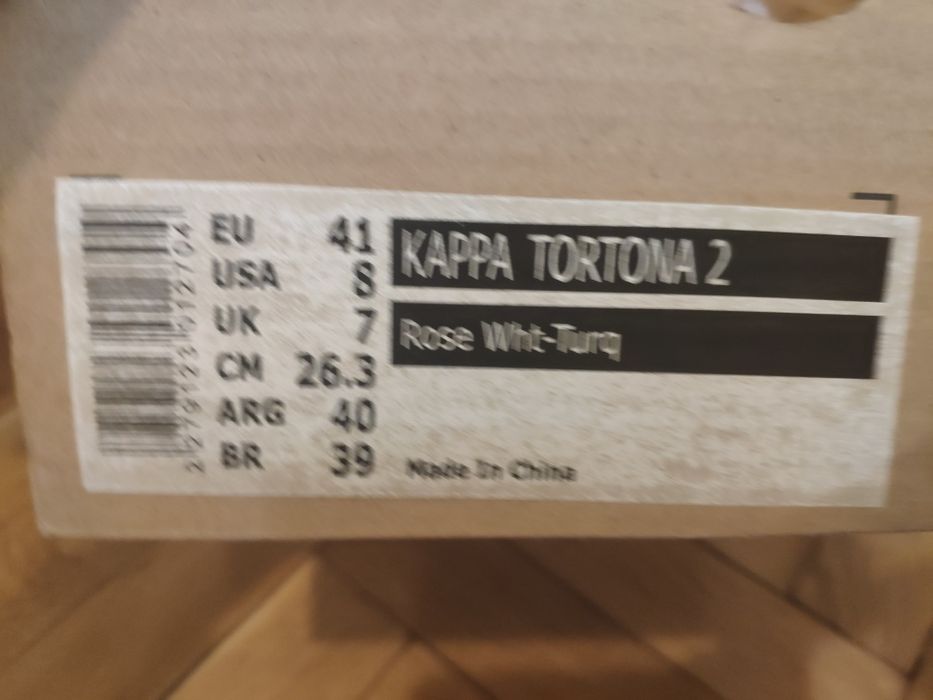 EU 41
USA 8
UK 7
CM 26.3
ARG 40
BR 39
KAPPA TORTONA 2
Rose Wht-Turq
Made In China